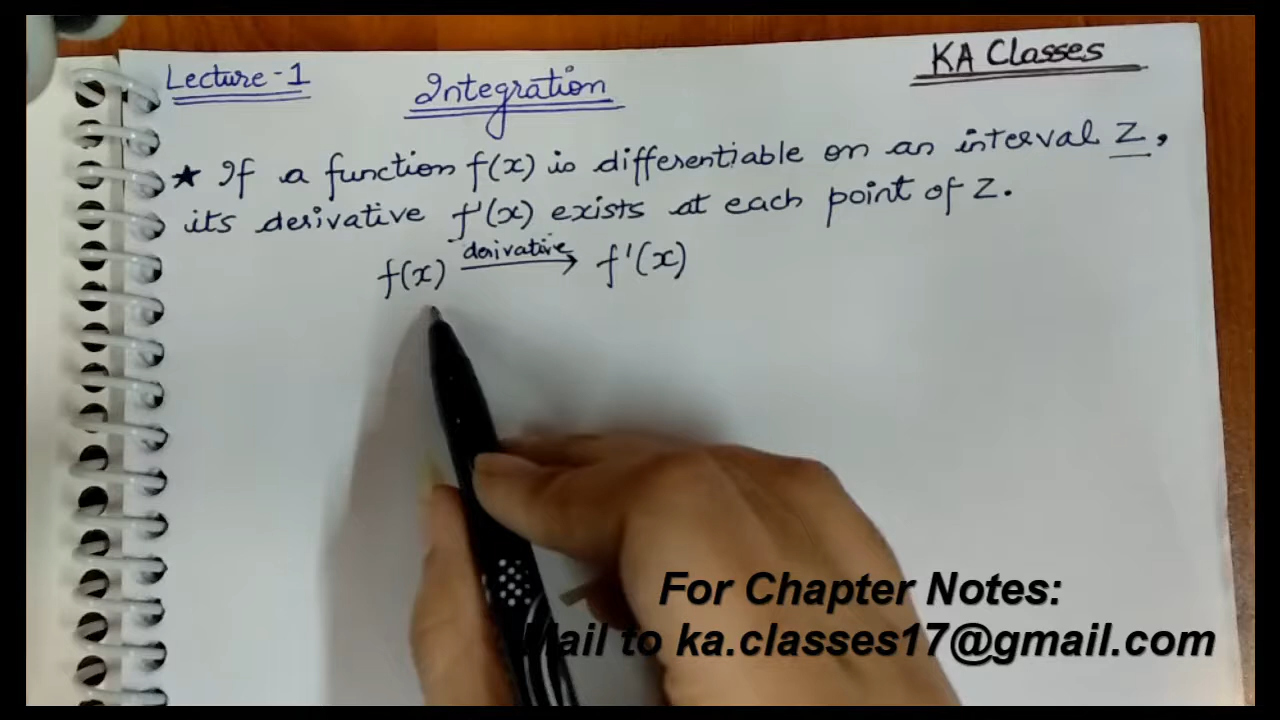 Lecture-1
Integration
KA Classes
★ If a function f(x) is differentiable on an interval Z,
its derivative f'(x) exists at each point of Z.
f(x) derivative→ f'(x)
For Chapter Notes:
Mail to ka.classes17@gmail.com